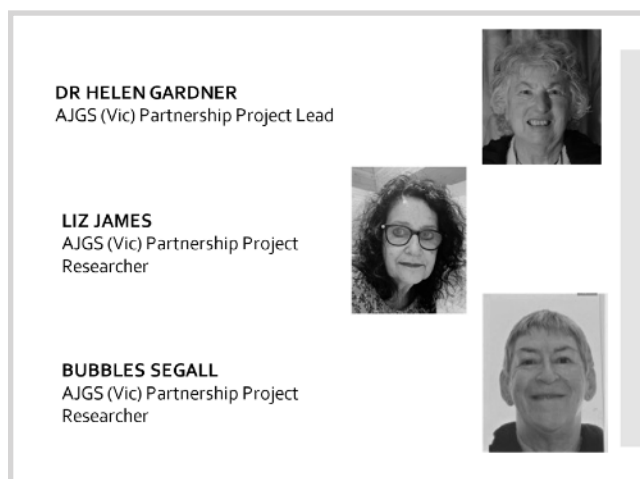 DR HELEN GARDNER
AJGS (Vic) Partnership Project Lead
LIZ JAMES
AJGS (Vic) Partnership Project
Researcher
BUBBLES SEGALL
AJGS (Vic) Partnership Project
Researcher